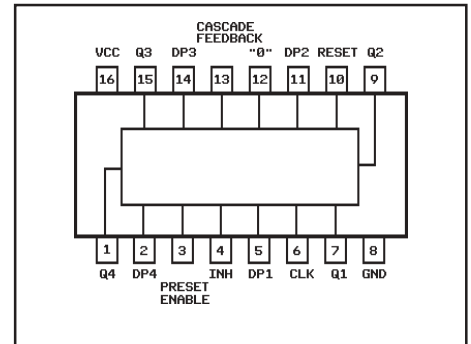 CASCADE
FEEDBACK
VCC Q3 DP3 "0" DP2 RESET Q2
16 15 14 13 12 11 10 9
1 2 3 4 5 6 7 8
Q4 DP4 INH DP1 CLK Q1 GND
PRESET
ENABLE